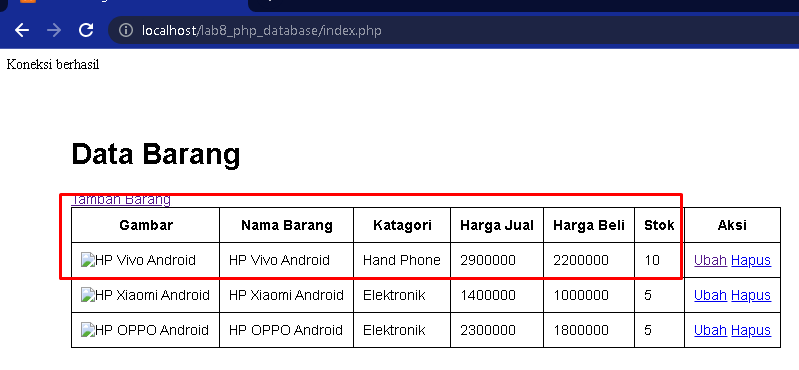 localhost/lab8_php_database/index.php
Koneksi berhasil
Data Barang
Tambah Barang
Gambar Nama Barang Katagori Harga Jual Harga Beli Stok Aksi
HP Vivo Android HP Vivo Android Hand Phone 2900000 2200000 10 Ubah Hapus
HP Xiaomi Android HP Xiaomi Android Elektronik 1400000 1000000 5 Ubah Hapus
HP OPPO Android HP OPPO Android Elektronik 2300000 1800000 5 Ubah Hapus